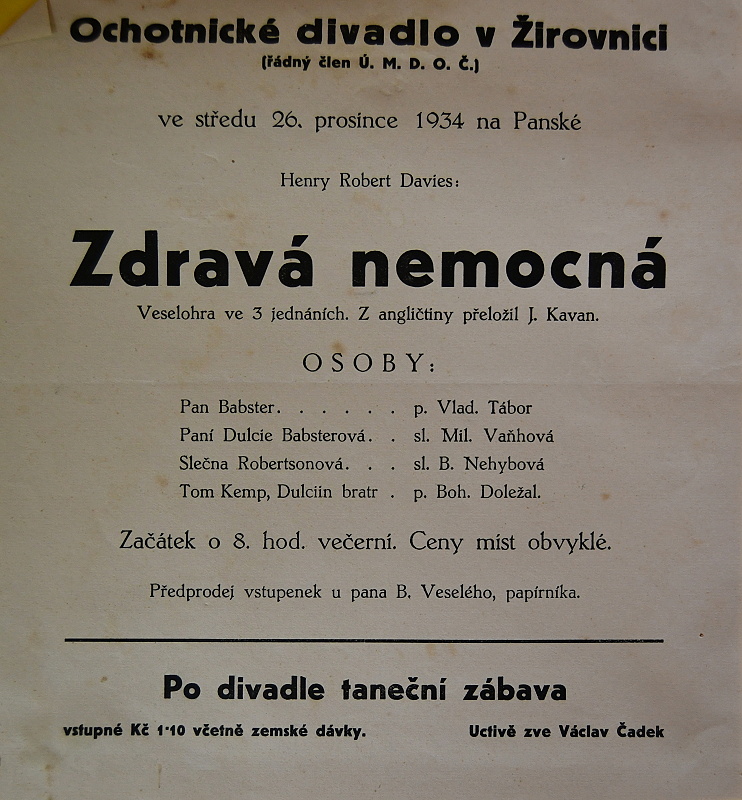 Ochotnické divadlo v Žirovnici
(řádný člen Ú. M. D. O. Č.)
ve středu 26. prosince 1934 na Panské
Henry Robert Davies:
Zdravá nemocná
Veselohra ve 3 jednáních. Z angličtiny přeložil J. Kavan.
OSOBY:
Pan Babster. . . . . . p. Vlad. Tábor
Paní Dulcie Babsterová. . sl. Mil. Vaňhová
Slečna Robertsonová. . . sl. B. Nehybová
Tom Kemp, Dulciin bratr . p. Boh. Doležal.
Začátek o 8. hod. večerní. Ceny míst obvyklé.
Předprodej vstupenek u pana B. Veselého, papírníka.
Po divadle taneční zábava
vstupné Kč 1·10 včetně zemské dávky. Uctivě zve Václav Čadek